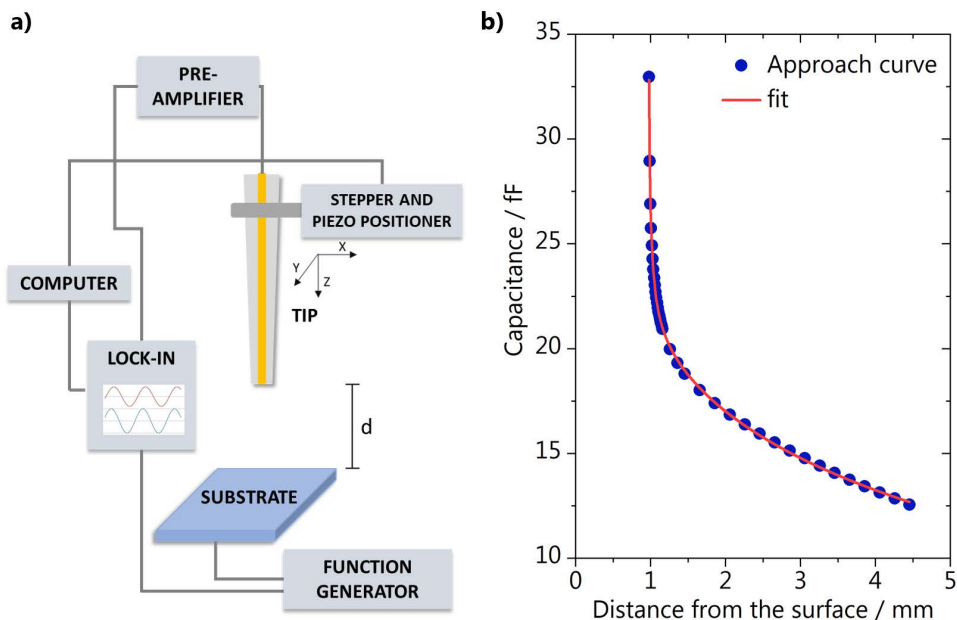 a)
PRE-
AMPLIFIER
STEPPER AND
PIEZO POSITIONER
X
Y
Z
COMPUTER
TIP
LOCK-IN
d
SUBSTRATE
FUNCTION
GENERATOR
b)
35
30
25
20
15
10
Capacitance / fF
Approach curve
fit
0
1
2
3
4
5
Distance from the surface / mm